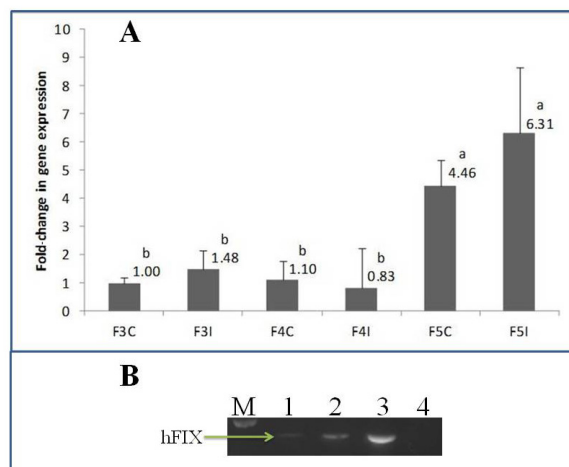 A
Fold-change in gene expression
10
9
8
7
6
5
4
3
2
1
0
b
1.00
b
1.48
b
1.10
b
0.83
a
4.46
a
6.31
F3C F3I F4C F4I F5C F5I
B
M 1 2 3 4
hFIX